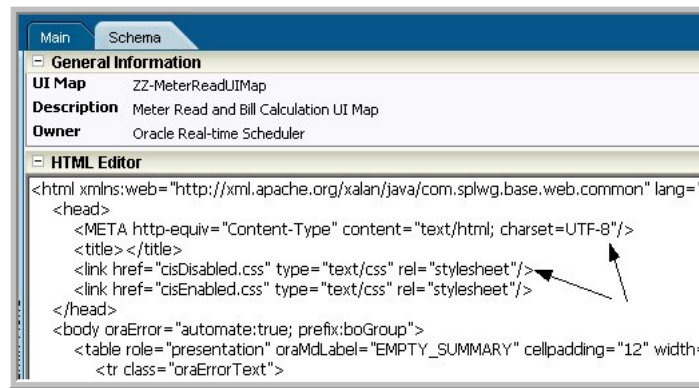 Main Schema
General Information
UI Map ZZ-MeterReadUIMap
Description Meter Read and Bill Calculation UI Map
Owner Oracle Real-time Scheduler
HTML Editor
<html xmlns:web="http://xml.apache.org/xalan/java/com.splwg.base.web.common" lang="
<head>
<META http-equiv="Content-Type" content="text/html; charset=UTF-8"/>
<title></title>
<link href="cisDisabled.css" type="text/css" rel="stylesheet"/>
<link href="cisEnabled.css" type="text/css" rel="stylesheet"/>
</head>
<body oraError="automate:true; prefix:boGroup">
<table role="presentation" oraMdLabel="EMPTY_SUMMARY" cellpadding="12" width=
<tr class="oraErrorText">